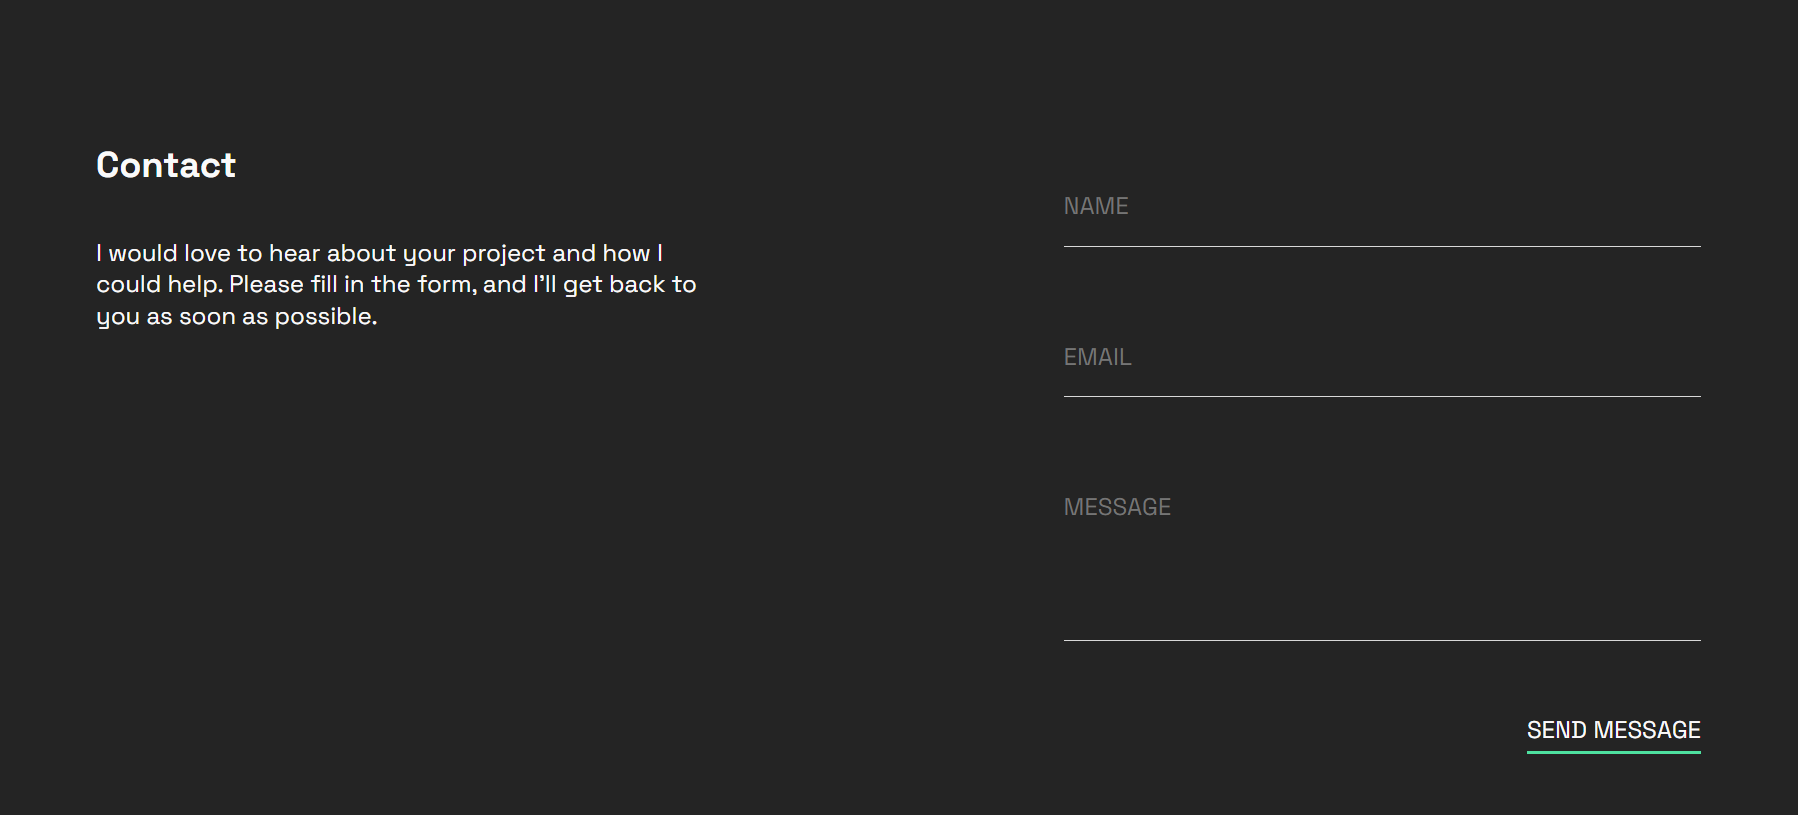 Contact
I would love to hear about your project and how I
could help. Please fill in the form, and I’ll get back to
you as soon as possible.
NAME
EMAIL
MESSAGE
SEND MESSAGE